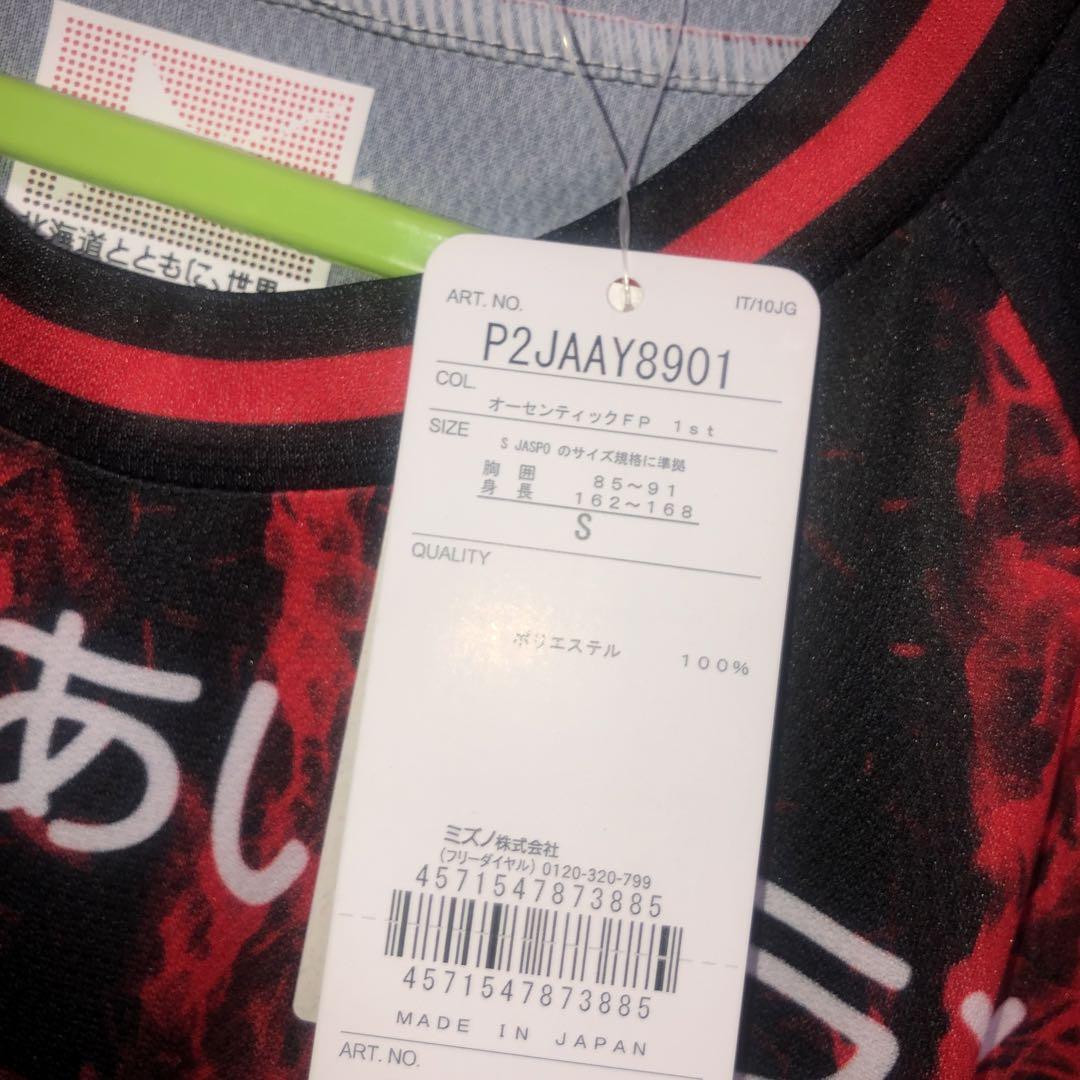 北海道とともに、世界
ART. NO.
IT/10JG
P2JAAY8901
COL.
オーセンティックFP 1st
SIZE
S JASPO のサイズ規格に準拠
胸 囲 85～91
身 長 162～168
S
QUALITY
ポリエステル 100%
ミズノ株式会社
(フリーダイヤル) 0120-320-799
4571547873885
4571547873885
MADE IN JAPAN
ART. NO.
あい